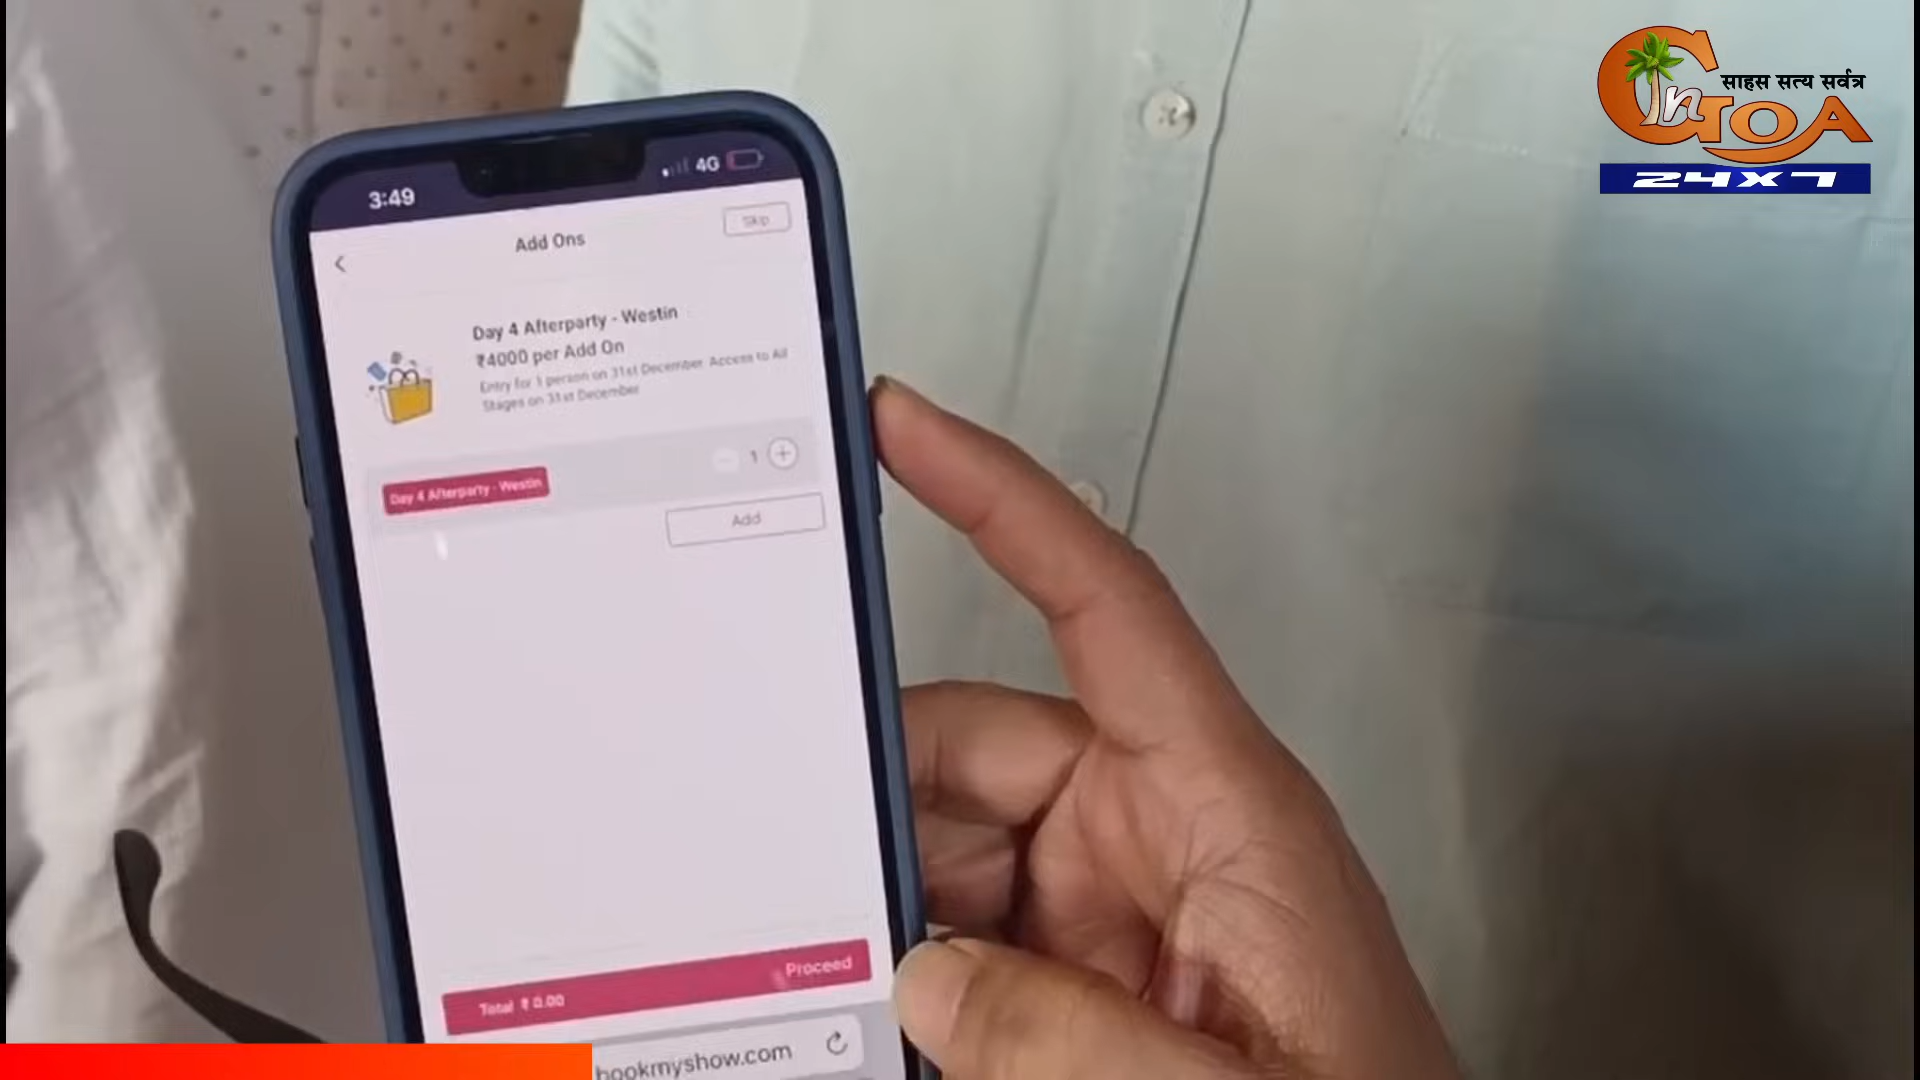 साहस सत्य सर्वत्र
In GOA
24X7
3:49
4G
Skip
Add Ons
Day 4 Afterparty - Westin
₹4000 per Add On
Entry for 1 person on 31st December Access to All
Stages on 31st December
1
Day 4 Afterparty - Westin
Add
Proceed
Total ₹ 0.00
bookmyshow.com